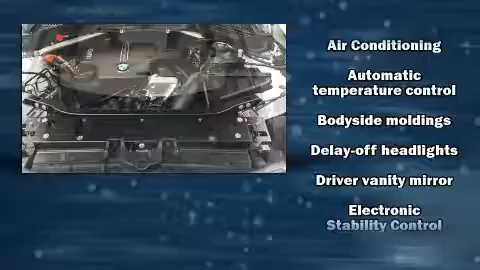 Air Conditioning
Automatic
temperature control
Bodyside moldings
Delay-off headlights
Driver vanity mirror
Electronic
Stability Control